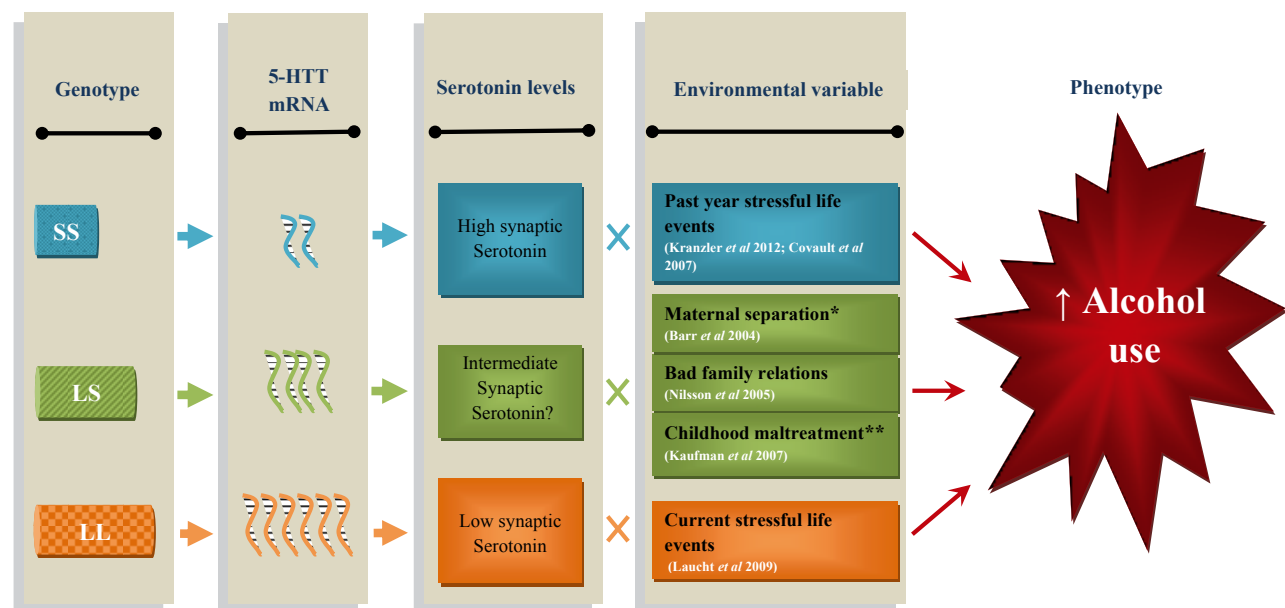 Genotype
5-HTT
mRNA
Serotonin levels
Environmental variable
Phenotype
SS
High synaptic
Serotonin
Past year stressful life
events
(Kranzler et al 2012; Covault et al
2007)
LS
Intermediate
Synaptic
Serotonin?
Maternal separation*
(Barr et al 2004)
Bad family relations
(Nilsson et al 2005)
Childhood maltreatment**
(Kaufman et al 2007)
LL
Low synaptic
Serotonin
Current stressful life
events
(Laucht et al 2009)
↑ Alcohol
use